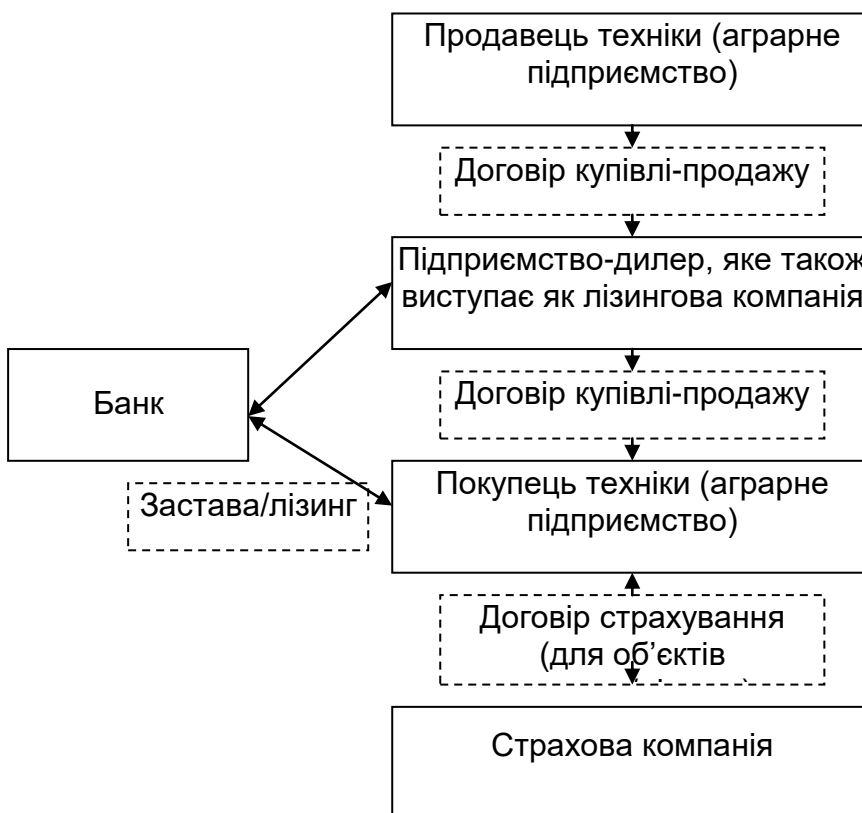 Продавець техніки (аграрне
підприємство)
Договір купівлі-продажу
Підприємство-дилер, яке також
виступає як лізингова компанія
Банк
Договір купівлі-продажу
Застава/лізинг
Покупець техніки (аграрне
підприємство)
Договір страхування
(для об’єктів
Страхова компанія